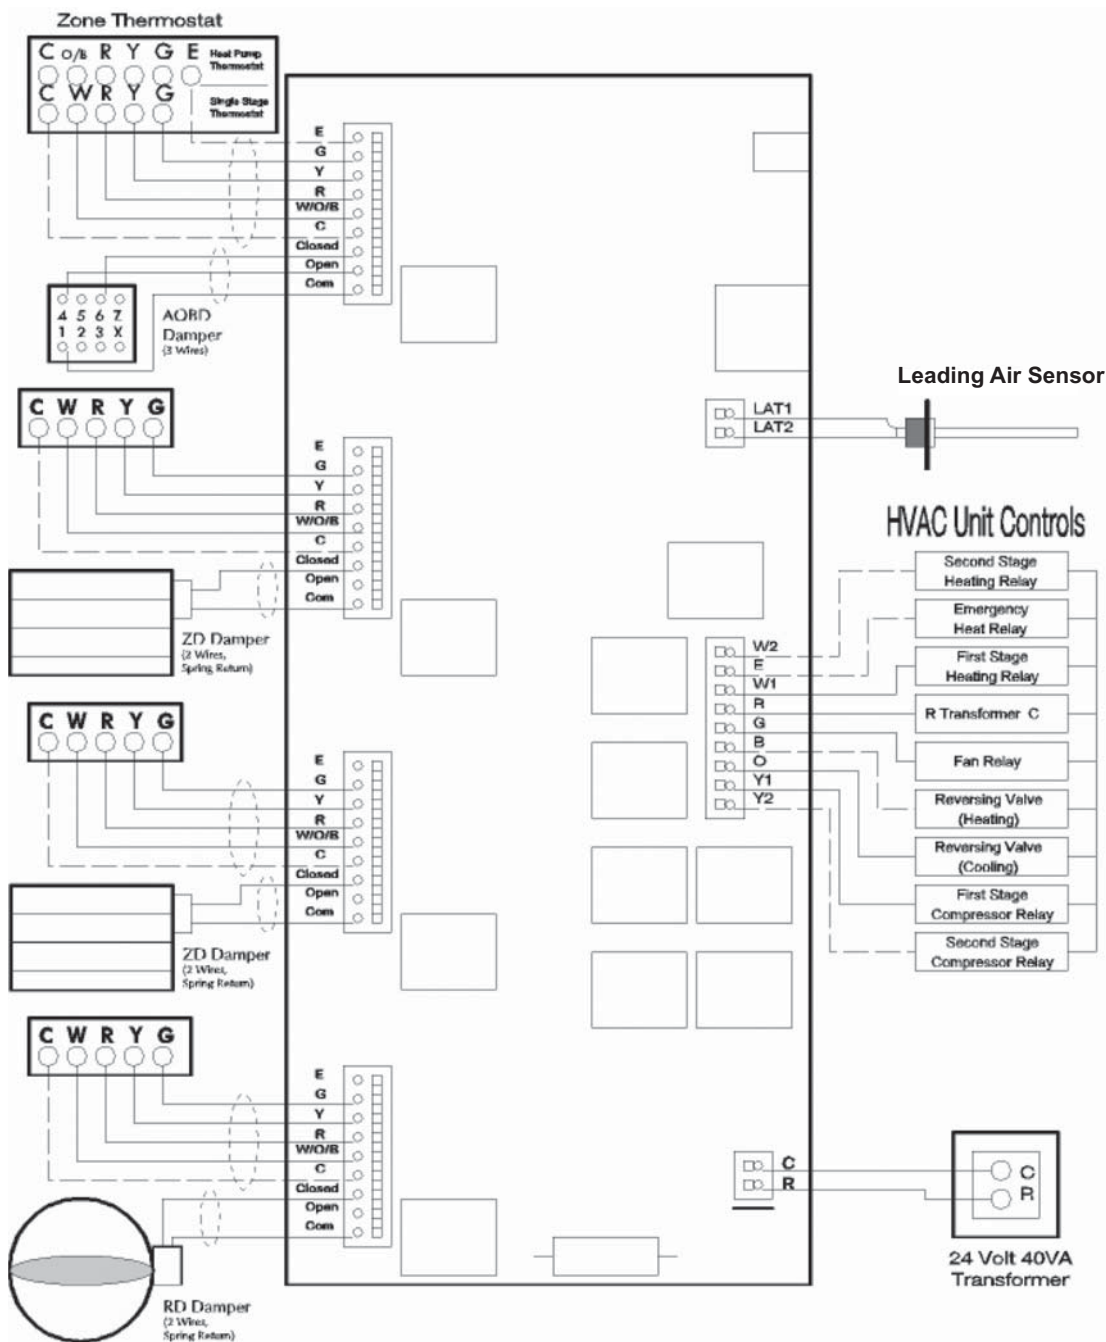 Zone Thermostat
C O/B R Y G E
Heat Pump
Thermostat
C W R Y G
Single Stage
Thermostat
E
G
Y
R
W/O/B
C
Closed
Open
Com
4 5 6 Z
1 2 3 X
AOBD
Damper
(3 Wires)
C W R Y G
E
G
Y
R
W/O/B
C
Closed
Open
Com
ZD Damper
(2 Wires,
Spring Return)
C W R Y G
E
G
Y
R
W/O/B
C
Closed
Open
Com
ZD Damper
(2 Wires,
Spring Return)
C W R Y G
E
G
Y
R
W/O/B
C
Closed
Open
Com
RD Damper
(2 Wires,
Spring Return)
Leading Air Sensor
LAT1
LAT2
HVAC Unit Controls
W2
E
W1
R
G
B
O
Y1
Y2
Second Stage
Heating Relay
Emergency
Heat Relay
First Stage
Heating Relay
R Transformer C
Fan Relay
Reversing Valve
(Heating)
Reversing Valve
(Cooling)
First Stage
Compressor Relay
Second Stage
Compressor Relay
C
R
C
R
24 Volt 40VA
Transformer